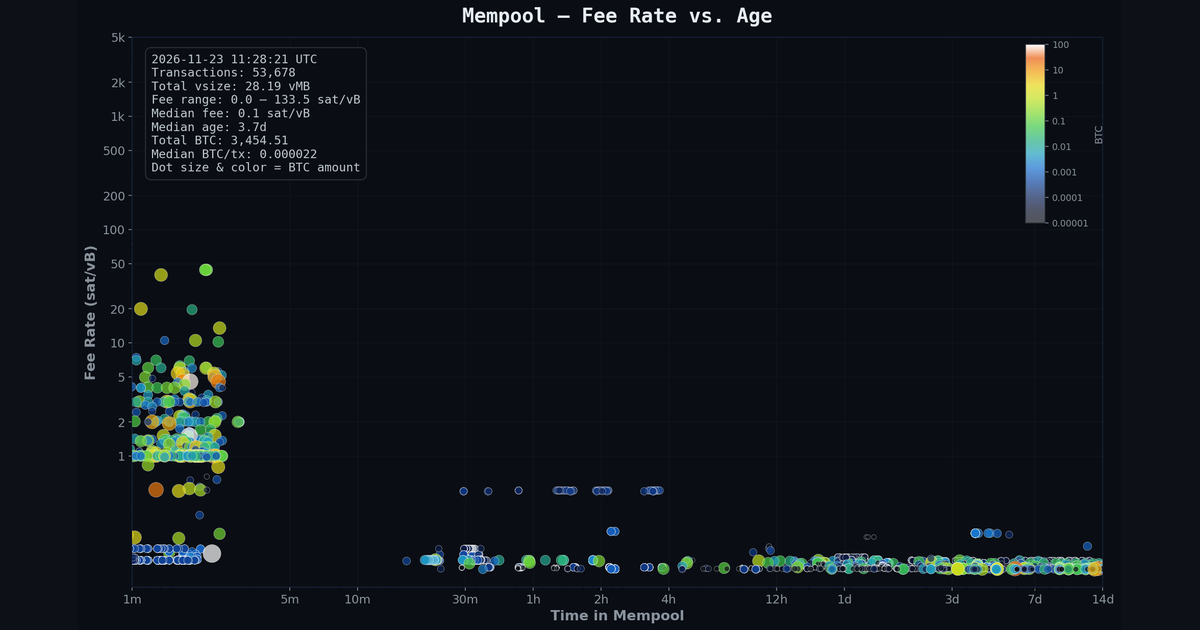 Mempool — Fee Rate vs. Age
2026-11-23 11:28:21 UTC
Transactions: 53,678
Total vsize: 28.19 vMB
Fee range: 0.0 — 133.5 sat/vB
Median fee: 0.1 sat/vB
Median age: 3.7d
Total BTC: 3,454.51
Median BTC/tx: 0.000022
Dot size & color = BTC amount
5k
2k
1k
500
200
100
50
20
10
5
2
1
Fee Rate (sat/vB)
100
10
1
0.1
0.01
0.001
0.0001
0.00001
BTC
1m
5m
10m
30m
1h
2h
4h
12h
1d
3d
7d
14d
Time in Mempool